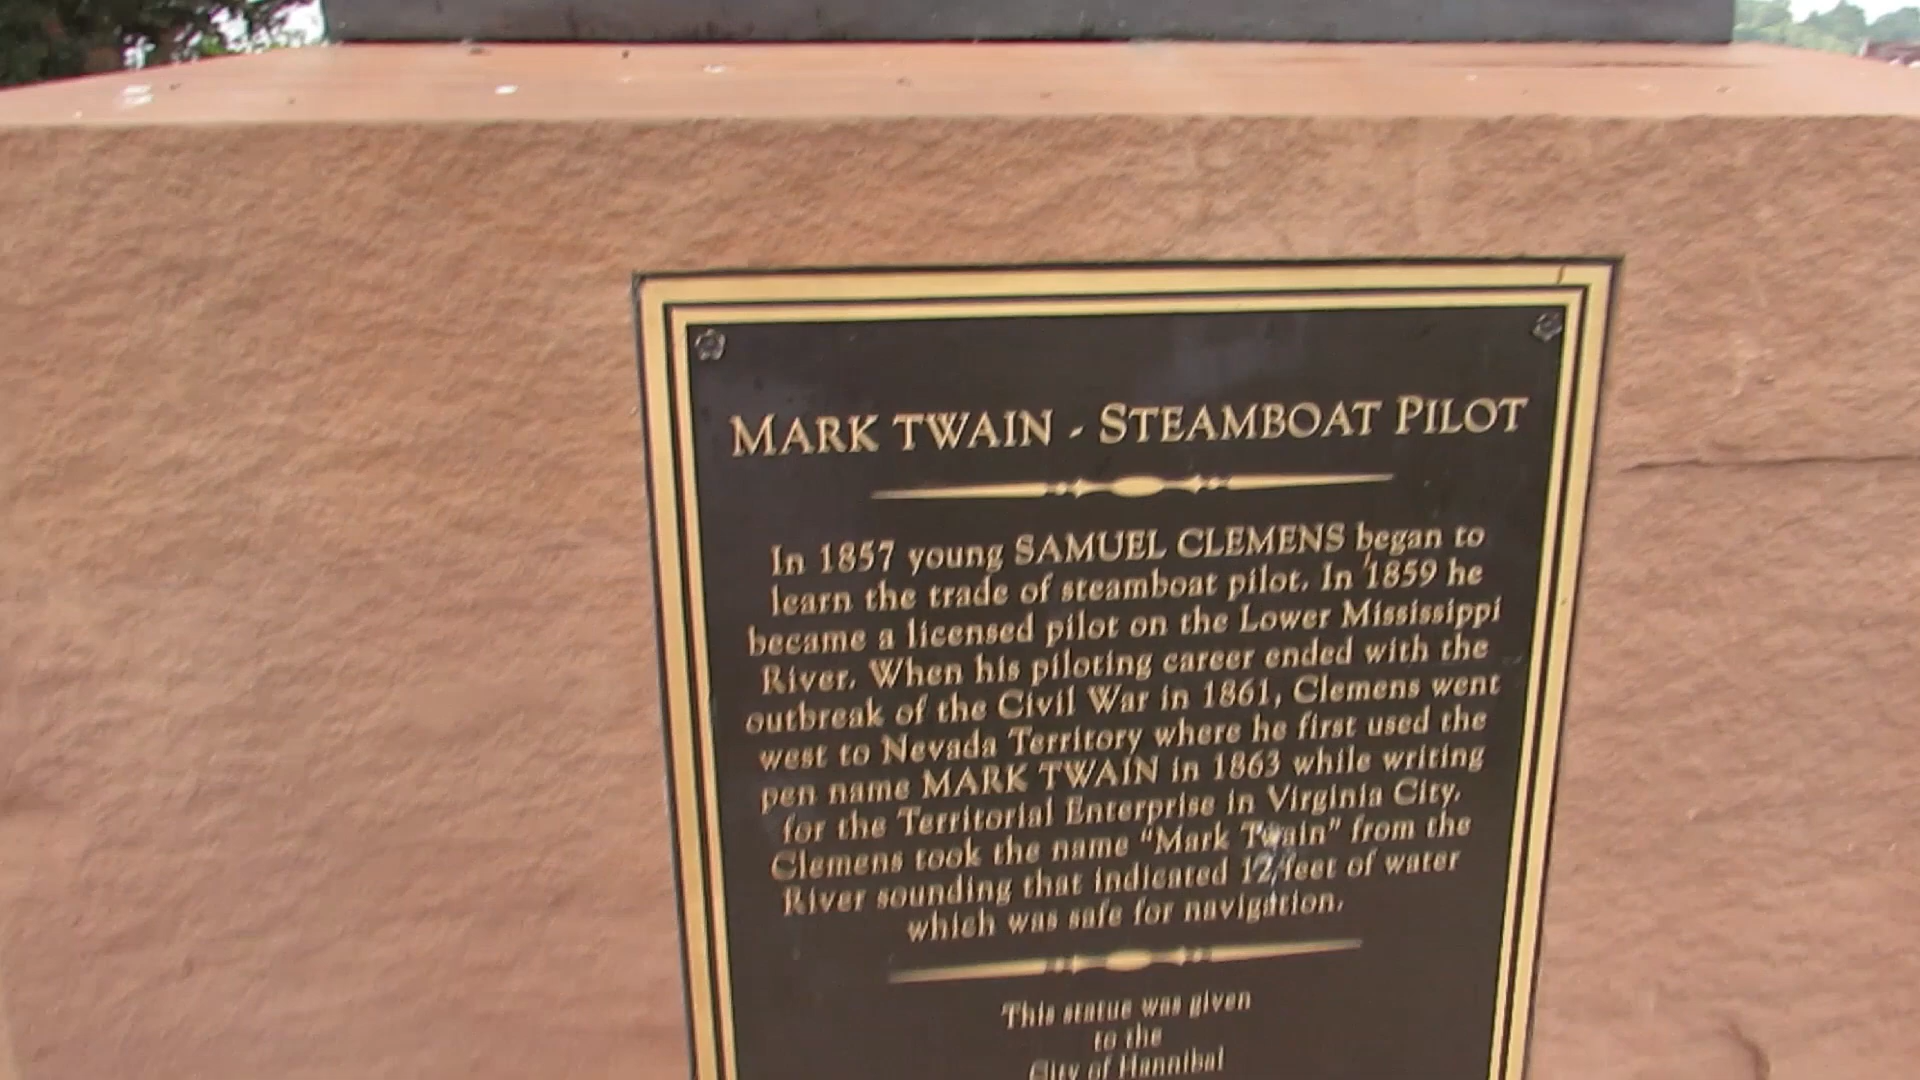 MARK TWAIN - STEAMBOAT PILOT
In 1857 young SAMUEL CLEMENS began to
learn the trade of steamboat pilot. In 1859 he
became a licensed pilot on the Lower Mississippi
River. When his piloting career ended with the
outbreak of the Civil War in 1861, Clemens went
west to Nevada Territory where he first used the
pen name MARK TWAIN in 1863 while writing
for the Territorial Enterprise in Virginia City.
Clemens took the name "Mark Twain" from the
River sounding that indicated 12 feet of water
which was safe for navigation.
This statue was given
to the
City of Hannibal